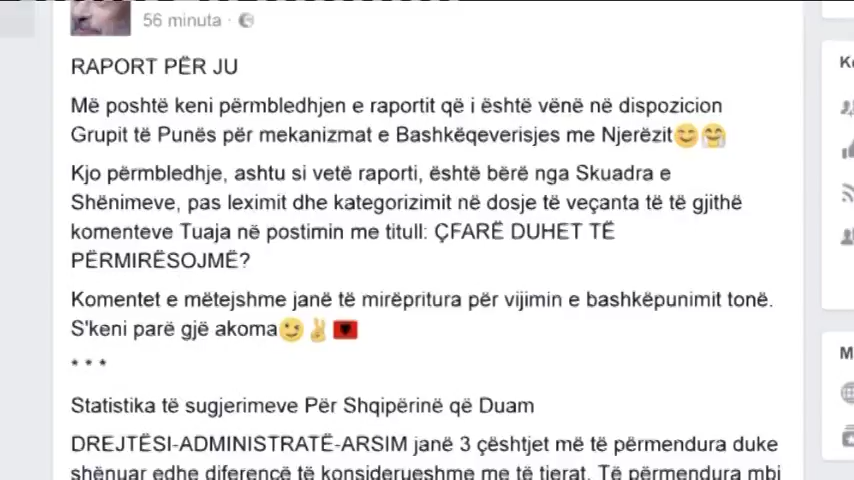 56 minuta ·
RAPORT PËR JU
Më poshtë keni përmbledhjen e raportit që i është vënë në dispozicion
Grupit të Punës për mekanizmat e Bashkëqeverisjes me Njerëzit😊🤗
Kjo përmbledhje, ashtu si vetë raporti, është bërë nga Skuadra e
Shënimeve, pas leximit dhe kategorizimit në dosje të veçanta të të gjithë
komenteve Tuaja në postimin me titull: ÇFARË DUHET TË
PËRMIRËSOJMË?
Komentet e mëtejshme janë të mirëpritura për vijimin e bashkëpunimit tonë.
S'keni parë gjë akoma😉✌🇦🇱
* * *
Statistika të sugjerimeve Për Shqipërinë që Duam
DREJTËSI-ADMINISTRATË-ARSIM janë 3 çështjet më të përmendura duke
shënuar edhe diferencë të konsiderueshme me të tjerat. Të përmendura mbi